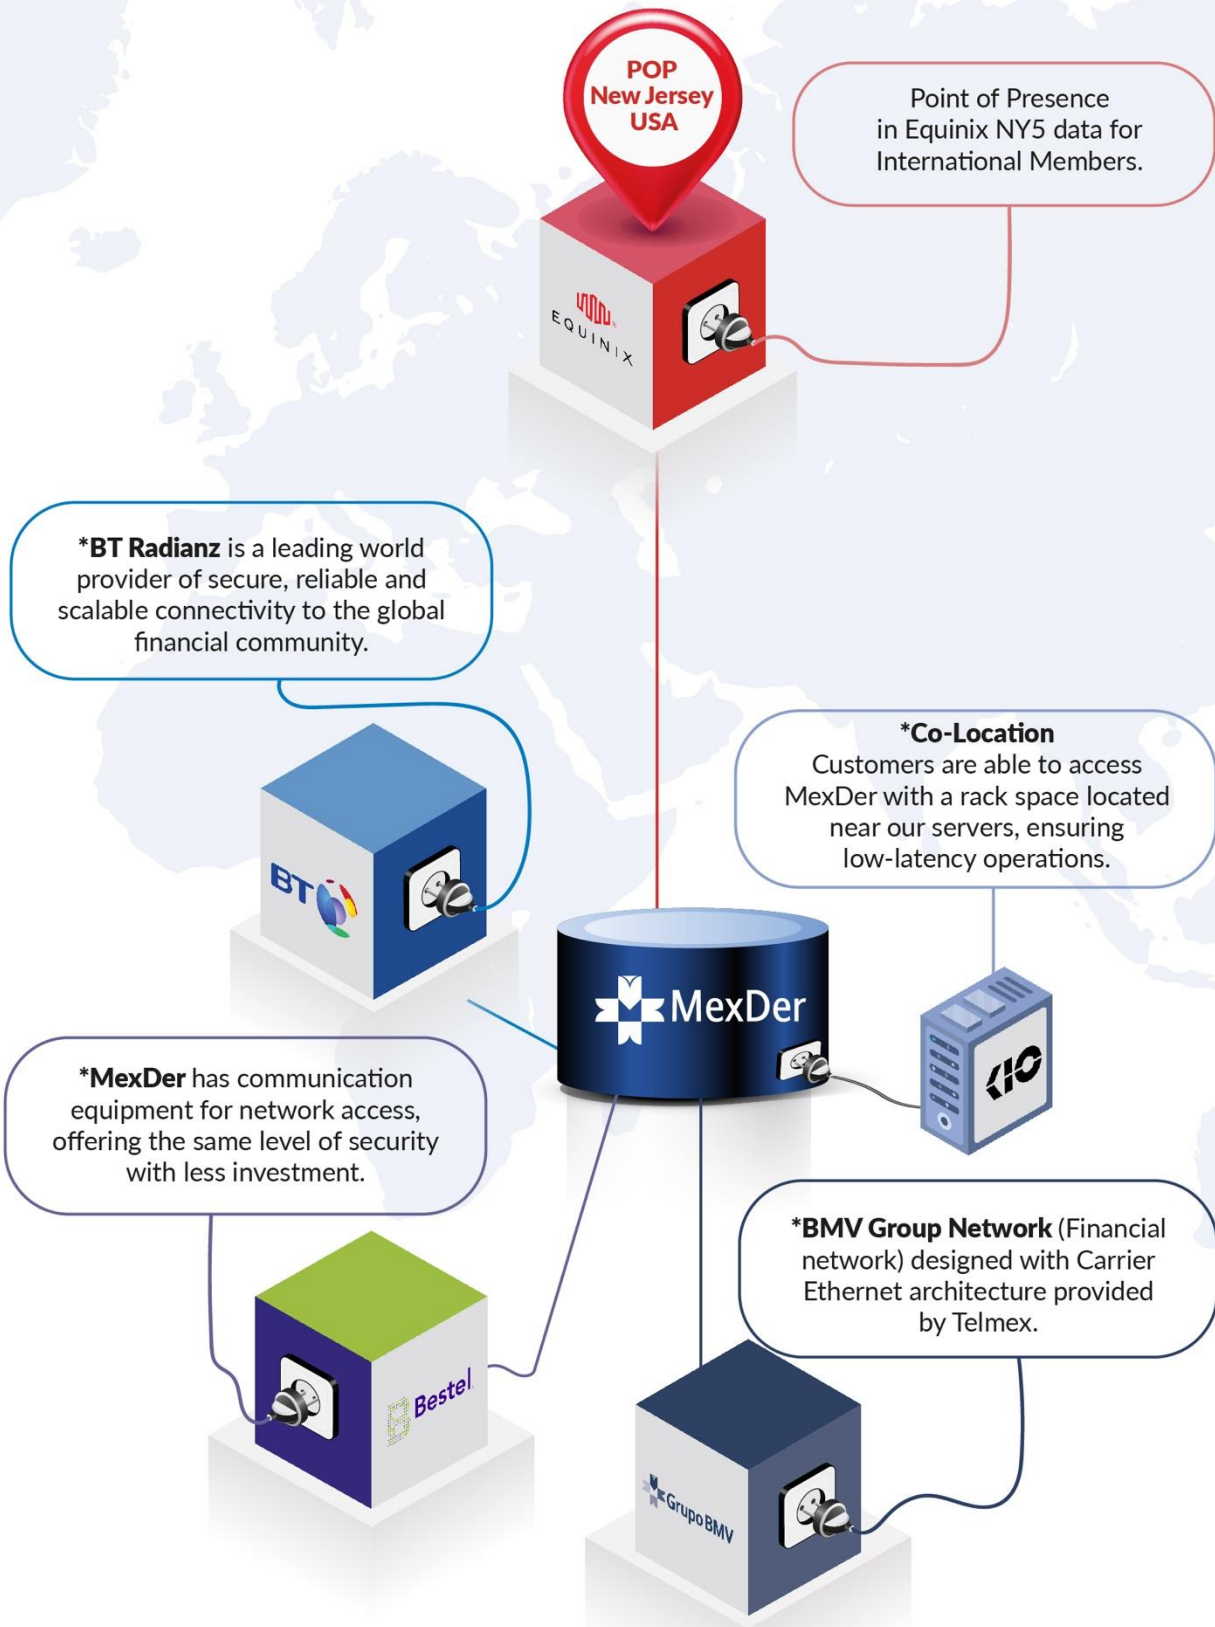 POP
New Jersey
USA
Point of Presence
in Equinix NY5 data for
International Members.
EQUINIX
*BT Radianz is a leading world
provider of secure, reliable and
scalable connectivity to the global
financial community.
BT
*Co-Location
Customers are able to access
MexDer with a rack space located
near our servers, ensuring
low-latency operations.
MexDer
KIO
*MexDer has communication
equipment for network access,
offering the same level of security
with less investment.
Bestel
*BMV Group Network (Financial
network) designed with Carrier
Ethernet architecture provided
by Telmex.
Grupo BMV